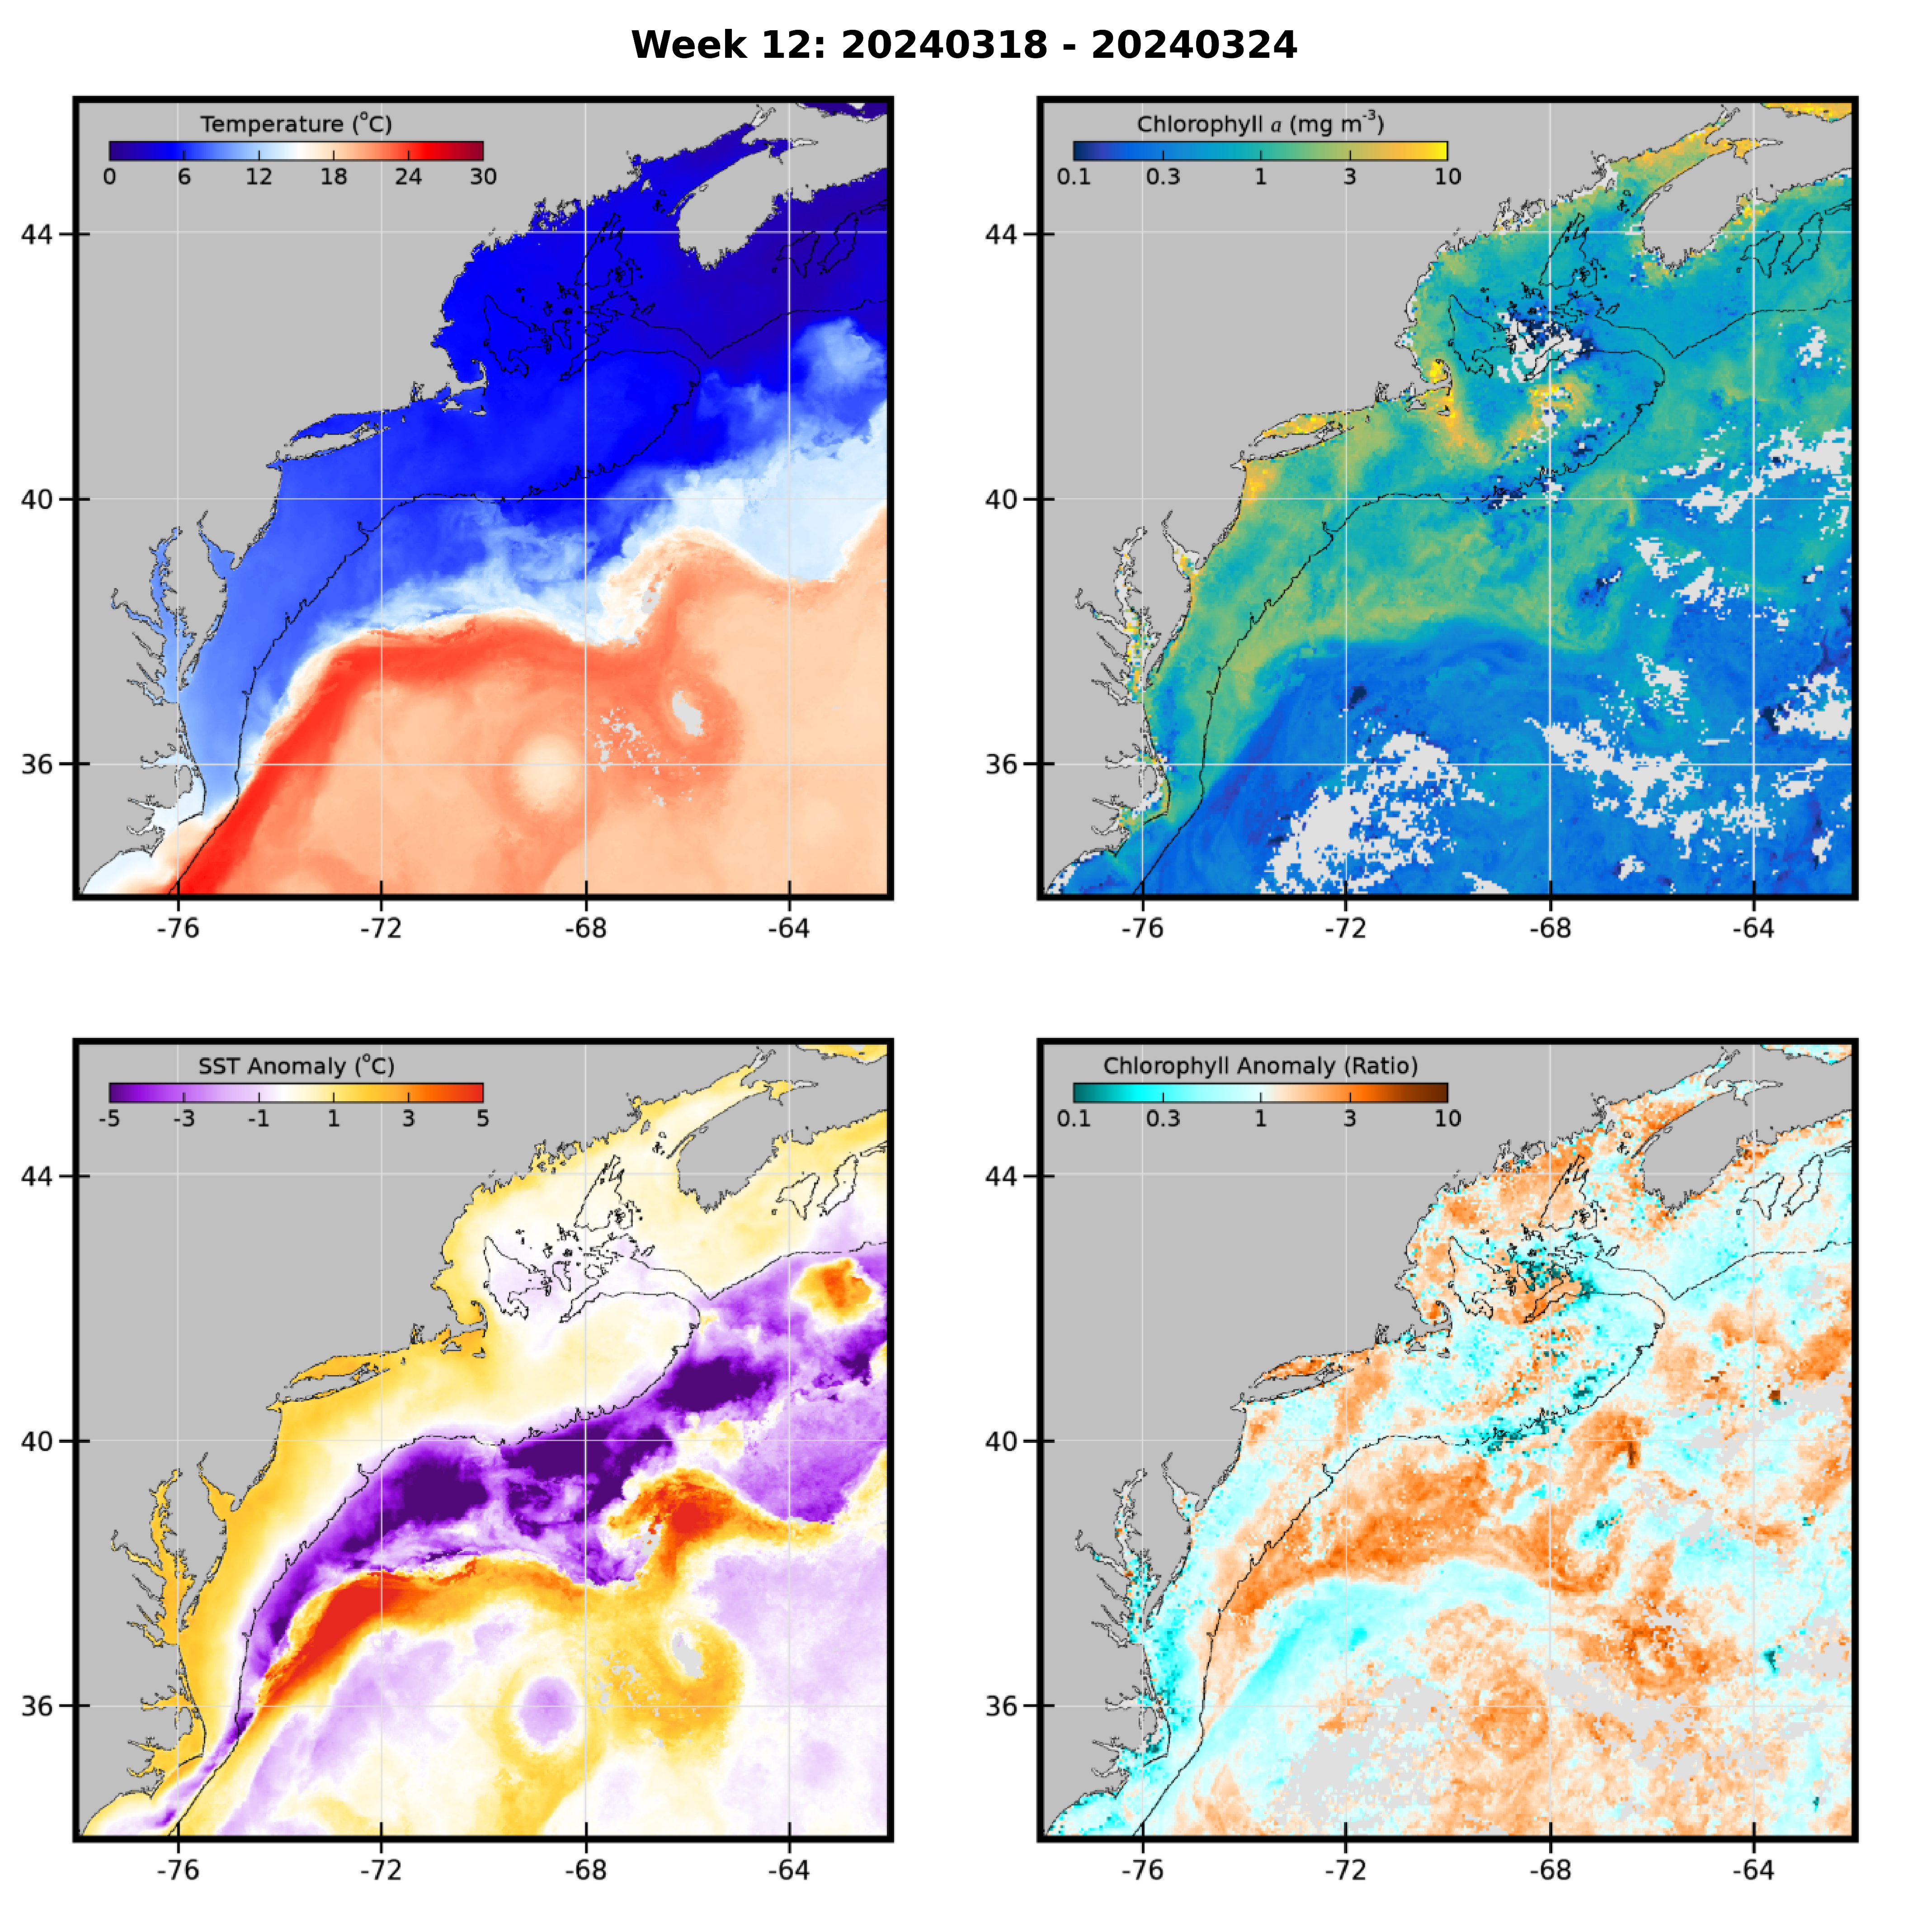 Week 12: 20240318 - 20240324
Temperature (°C)
0 6 12 18 24 30
44
40
36
-76 -72 -68 -64
Chlorophyll a (mg m⁻³)
0.1 0.3 1 3 10
44
40
36
-76 -72 -68 -64
SST Anomaly (°C)
-5 -3 -1 1 3 5
44
40
36
-76 -72 -68 -64
Chlorophyll Anomaly (Ratio)
0.1 0.3 1 3 10
44
40
36
-76 -72 -68 -64